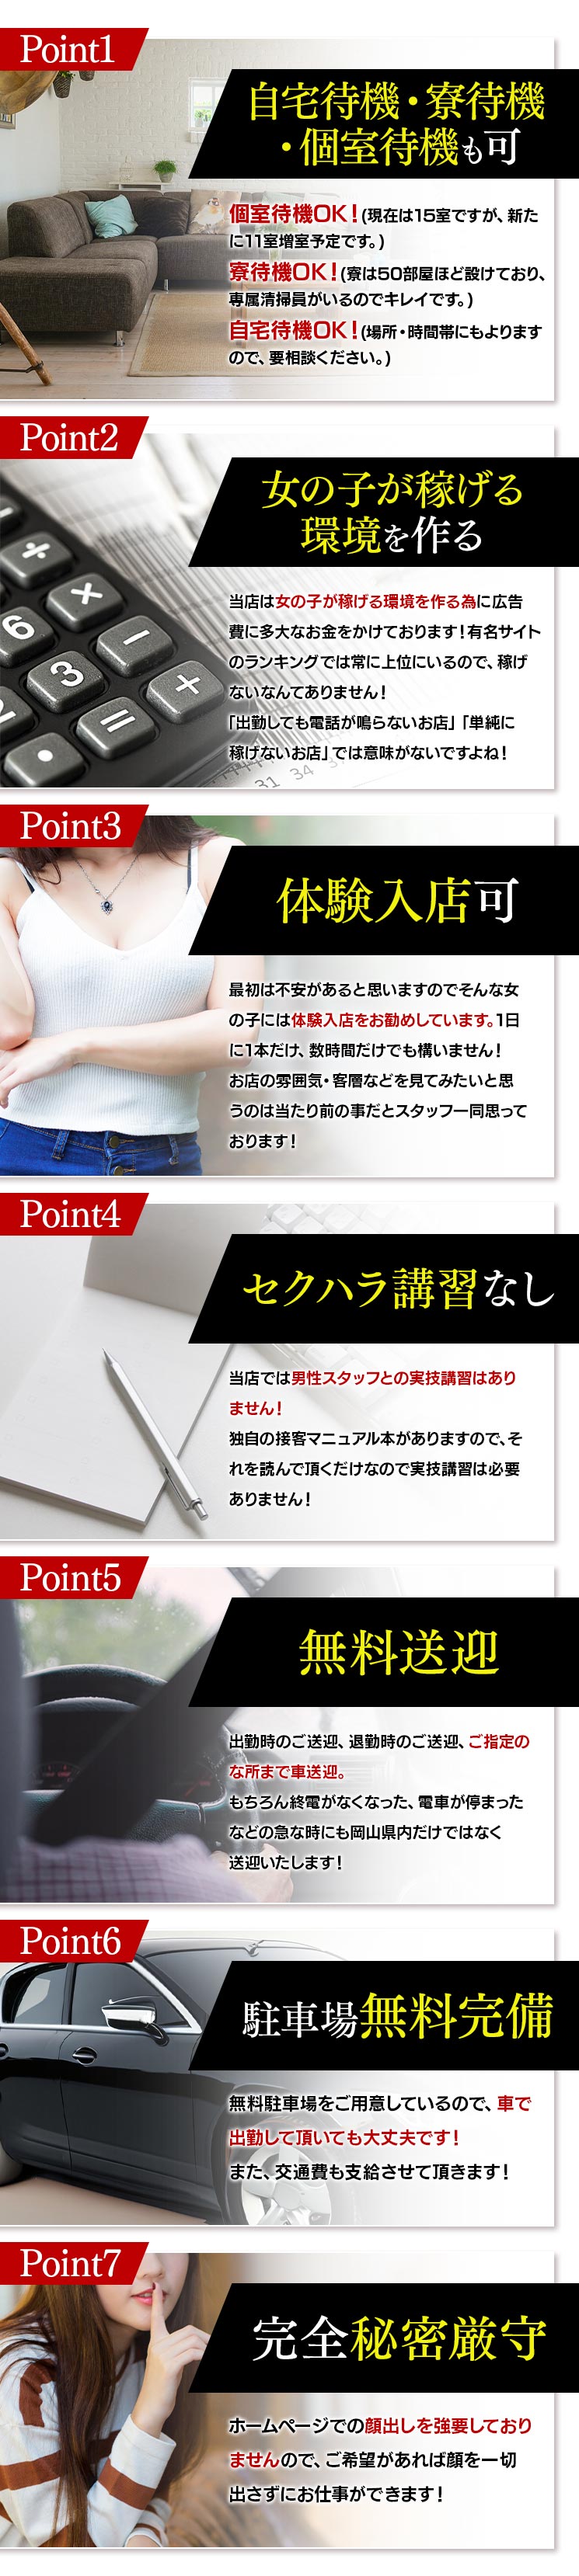 Point1
自宅待機・寮待機
・個室待機も可
個室待機OK!(現在は15室ですが、新た
に11室増室予定です。)
寮待機OK!(寮は50部屋ほど設けており、
専属清掃員がいるのでキレイです。)
自宅待機OK!(場所・時間帯にもよります
ので、要相談ください。)
Point2
女の子が稼げる
環境を作る
当店は女の子が稼げる環境を作る為に広告
費に多大なお金をかけております!有名サイト
のランキングでは常に上位にいるので、稼げ
ないなんてありません!
「出勤しても電話が鳴らないお店」「単純に
稼げないお店」では意味がないですよね!
÷
×
6
−
3
+
=
31 34
Point3
体験入店可
最初は不安があると思いますのでそんな女
の子には体験入店をお勧めしています。1日
に1本だけ、数時間だけでも構いません!
お店の雰囲気・客層などを見てみたいと思
うのは当たり前の事だとスタッフ一同思って
おります!
Point4
セクハラ講習なし
当店では男性スタッフとの実技講習はあり
ません!
独自の接客マニュアル本がありますので、そ
れを読んで頂くだけなので実技講習は必要
ありません!
Point5
無料送迎
出勤時のご送迎、退勤時のご送迎、ご指定の
な所まで車送迎。
もちろん終電がなくなった、電車が停まった
などの急な時にも岡山県内だけではなく
送迎いたします!
Point6
駐車場無料完備
無料駐車場をご用意しているので、車で
出勤して頂いても大丈夫です!
また、交通費も支給させて頂きます!
Point7
完全秘密厳守
ホームページでの顔出しを強要しており
ませんので、ご希望があれば顔を一切
出さずにお仕事ができます!